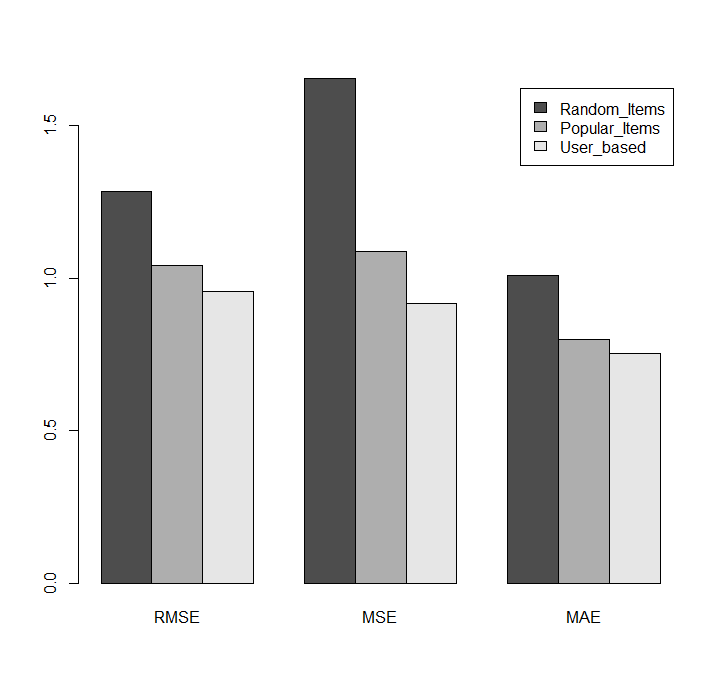 1.5
1.0
0.5
0.0
Random_Items
Popular_Items
User_based
RMSE MSE MAE